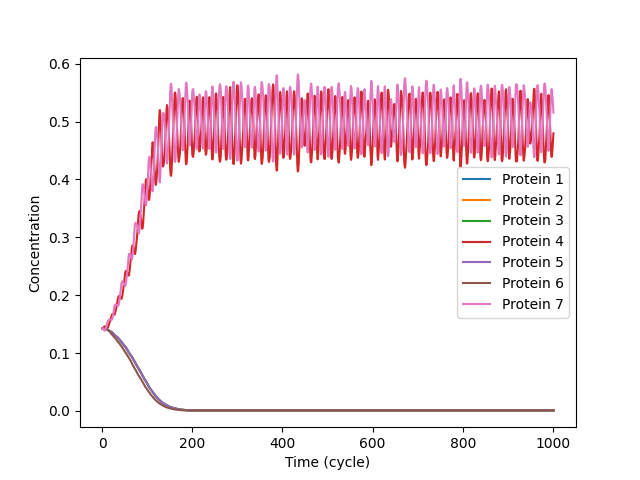 0.6
0.5
0.4
0.3
0.2
0.1
0.0
Concentration
0
200
400
600
800
1000
Time (cycle)
Protein 1
Protein 2
Protein 3
Protein 4
Protein 5
Protein 6
Protein 7